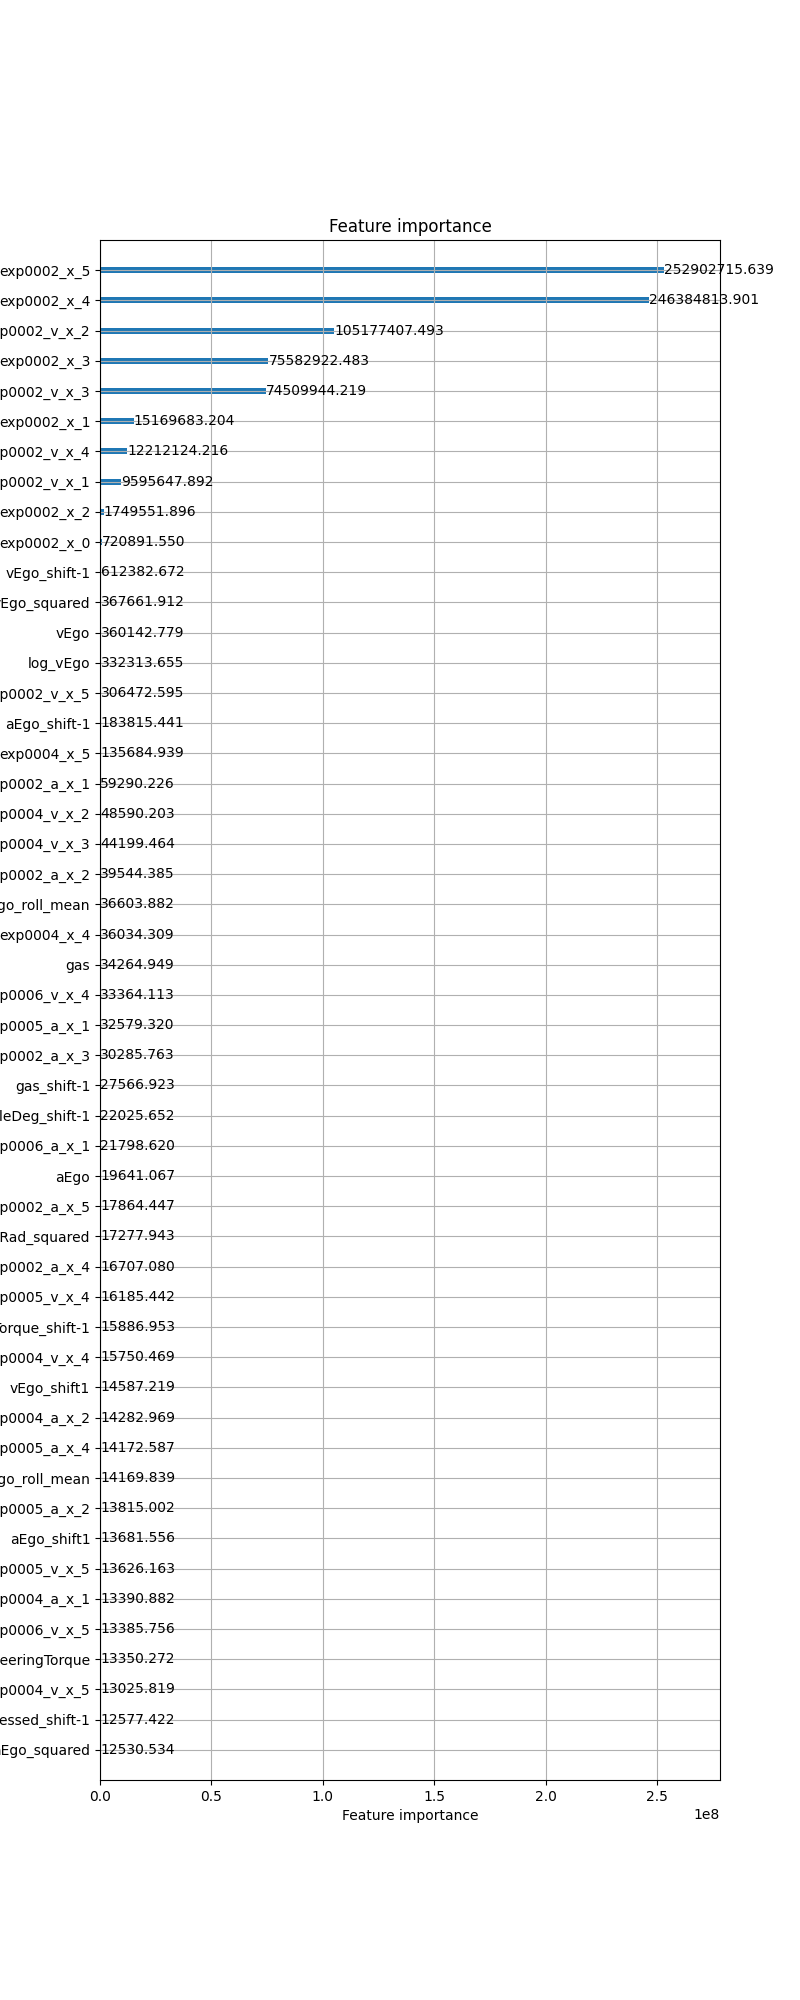 Feature importance
exp0002_x_5 252902715.639
exp0002_x_4 246384813.901
p0002_v_x_2 105177407.493
exp0002_x_3 75582922.483
p0002_v_x_3 74509944.219
exp0002_x_1 15169683.204
p0002_v_x_4 12212124.216
p0002_v_x_1 9595647.892
exp0002_x_2 1749551.896
exp0002_x_0 720891.550
vEgo_shift-1 612382.672
Ego_squared 367661.912
vEgo 360142.779
log_vEgo 332313.655
p0002_v_x_5 306472.595
aEgo_shift-1 183815.441
exp0004_x_5 135684.939
p0002_a_x_1 59290.226
p0004_v_x_2 48590.203
p0004_v_x_3 44199.464
p0002_a_x_2 39544.385
go_roll_mean 36603.882
exp0004_x_4 36034.309
gas 34264.949
p0006_v_x_4 33364.113
p0005_a_x_1 32579.320
p0002_a_x_3 30285.763
gas_shift-1 27566.923
leDeg_shift-1 22025.652
p0006_a_x_1 21798.620
aEgo 19641.067
p0002_a_x_5 17864.447
Rad_squared 17277.943
p0002_a_x_4 16707.080
p0005_v_x_4 16185.442
orque_shift-1 15886.953
p0004_v_x_4 15750.469
vEgo_shift1 14587.219
p0004_a_x_2 14282.969
p0005_a_x_4 14172.587
go_roll_mean 14169.839
p0005_a_x_2 13815.002
aEgo_shift1 13681.556
p0005_v_x_5 13626.163
p0004_a_x_1 13390.882
p0006_v_x_5 13385.756
eeringTorque 13350.272
p0004_v_x_5 13025.819
essed_shift-1 12577.422
Ego_squared 12530.534
0.0 0.5 1.0 1.5 2.0 2.5
1e8
Feature importance